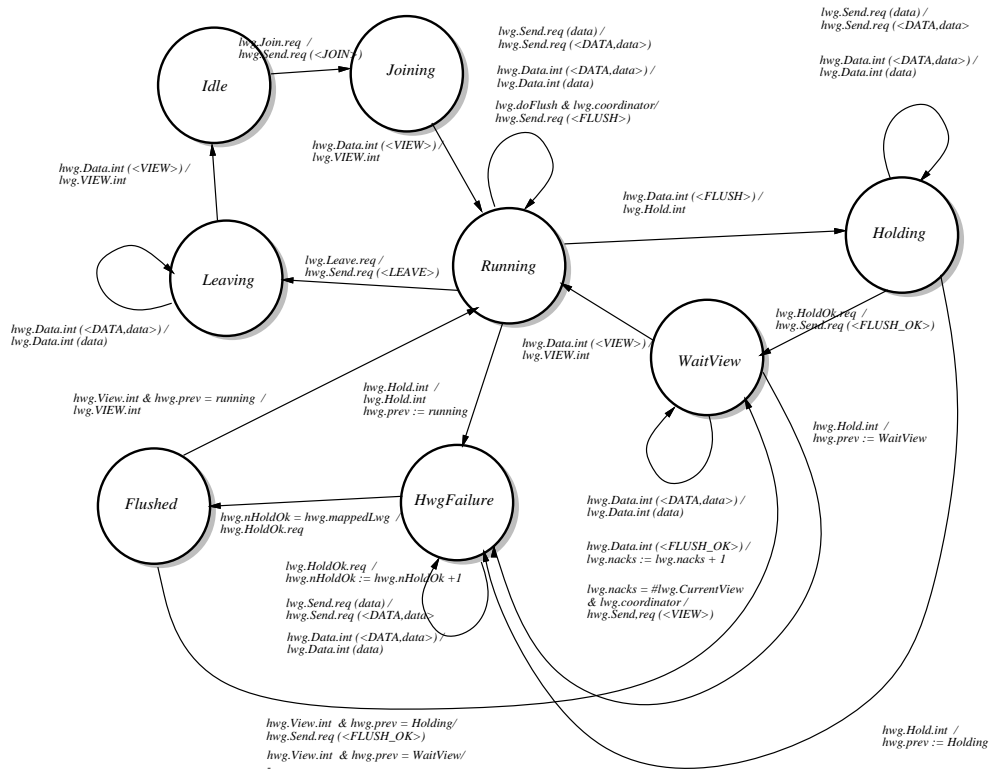 lwg.Send.req (data) /
hwg.Send.req (<DATA,data>
hwg.Data.int (<DATA,data>) /
lwg.Data.int (data)
lwg.Send.req (data) /
hwg.Send.req (<DATA,data>)
hwg.Data.int (<DATA,data>) /
lwg.Data.int (data)
lwg.doFlush & lwg.coordinator/
hwg.Send.req (<FLUSH>)
lwg.Join.req /
hwg.Send.req (<JOIN>)
Idle
Joining
hwg.Data.int (<VIEW>) /
lwg.VIEW.int
hwg.Data.int (<VIEW>) /
lwg.VIEW.int
hwg.Data.int (<FLUSH>) /
lwg.Hold.int
Holding
Leaving
lwg.Leave.req /
hwg.Send.req (<LEAVE>)
Running
hwg.Data.int (<DATA,data>) /
lwg.Data.int (data)
hwg.Data.int (<VIEW>) /
lwg.VIEW.int
lwg.HoldOk.req /
hwg.Send.req (<FLUSH_OK>)
WaitView
hwg.View.int & hwg.prev = running /
lwg.VIEW.int
hwg.Hold.int /
lwg.Hold.int
hwg.prev := running
hwg.Hold.int /
hwg.prev := WaitView
Flushed
HwgFailure
hwg.nHoldOk = hwg.mappedLwg /
hwg.HoldOk.req
hwg.Data.int (<DATA,data>) /
lwg.Data.int (data)
hwg.Data.int (<FLUSH_OK>) /
lwg.nacks := lwg.nacks + 1
lwg.nacks = #lwg.CurrentView
& lwg.coordinator /
hwg.Send,req (<VIEW>)
lwg.HoldOk.req /
hwg.nHoldOk := hwg.nHoldOk +1
lwg.Send.req (data) /
hwg.Send.req (<DATA,data>
hwg.Data.int (<DATA,data>) /
lwg.Data.int (data)
hwg.View.int & hwg.prev = Holding/
hwg.Send.req (<FLUSH_OK)
hwg.View.int & hwg.prev = WaitView/
-
hwg.Hold.int /
hwg.prev := Holding